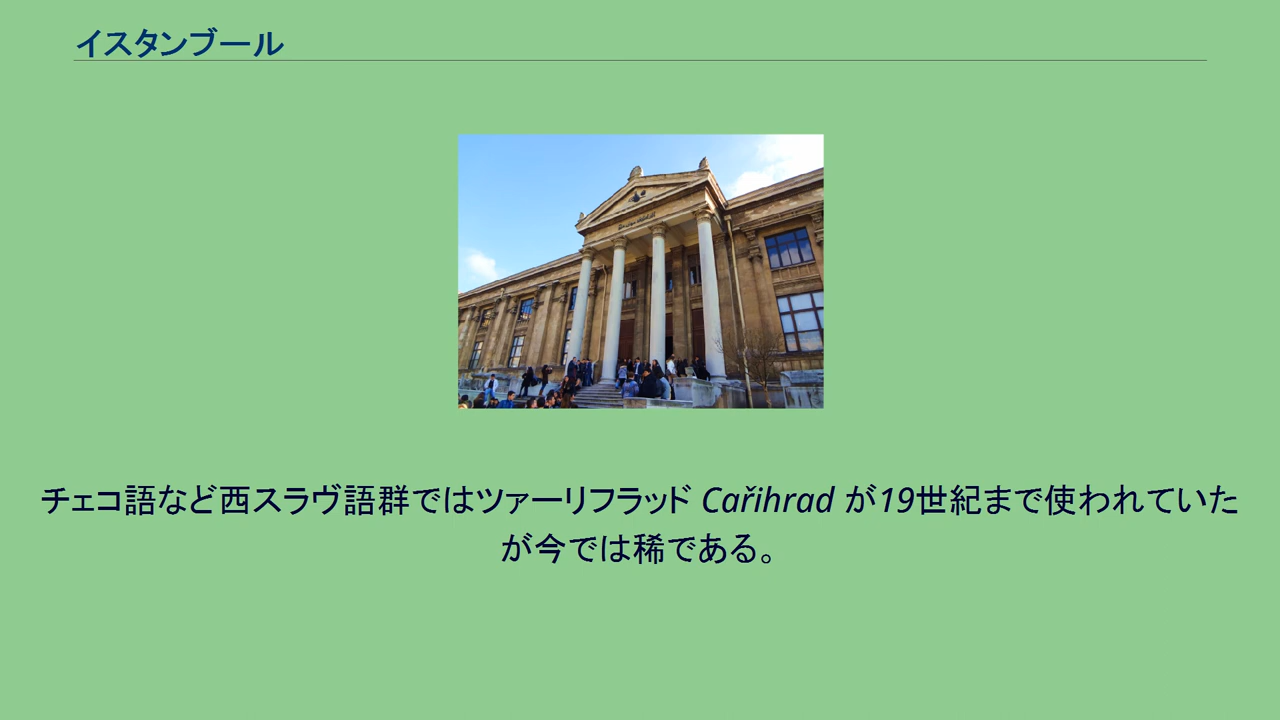 イスタンブール
チェコ語など西スラヴ語群ではツァーリフラッド Cařihrad が19世紀まで使われていた
が今では稀である。